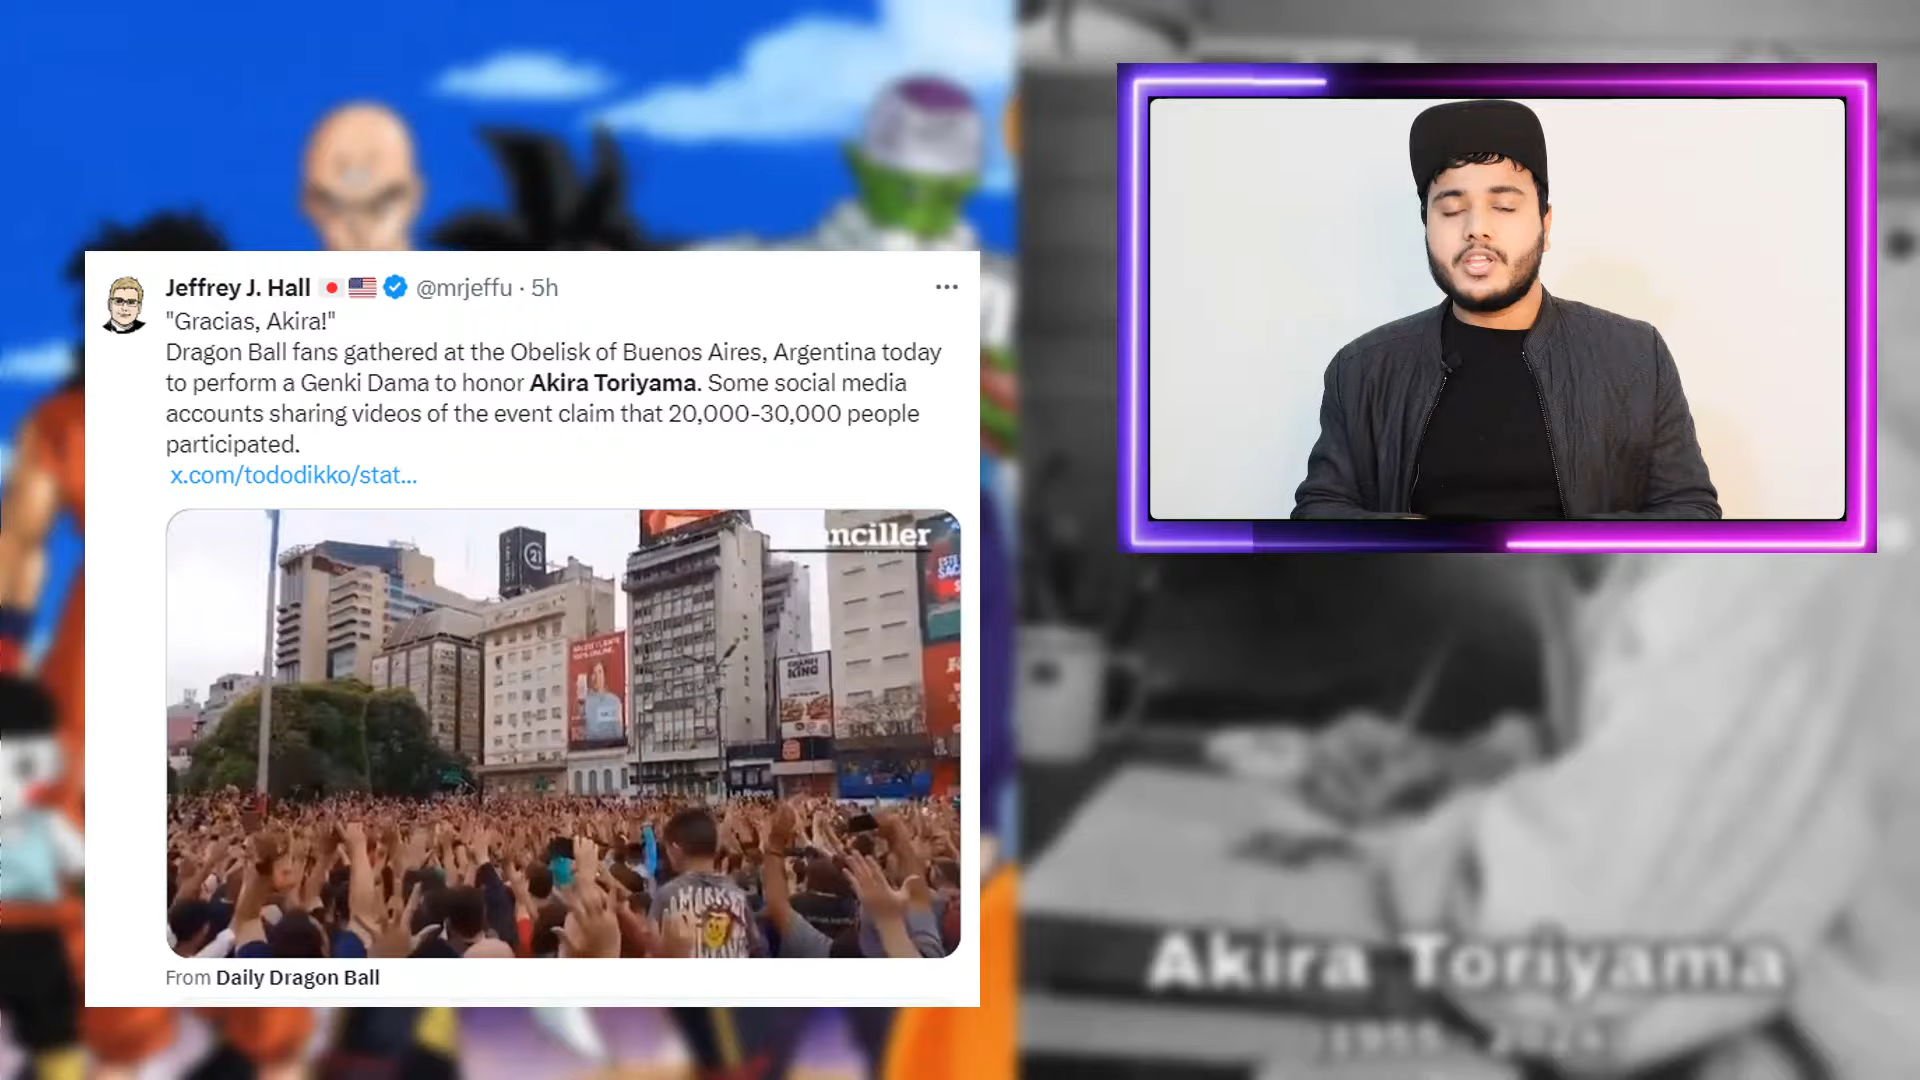 Jeffrey J. Hall @mrjeffu · 5h
"Gracias, Akira!"
Dragon Ball fans gathered at the Obelisk of Buenos Aires, Argentina today
to perform a Genki Dama to honor Akira Toriyama. Some social media
accounts sharing videos of the event claim that 20,000-30,000 people
participated.
x.com/tododikko/stat...
nciller
21
KING
From Daily Dragon Ball
Akira Toriyama